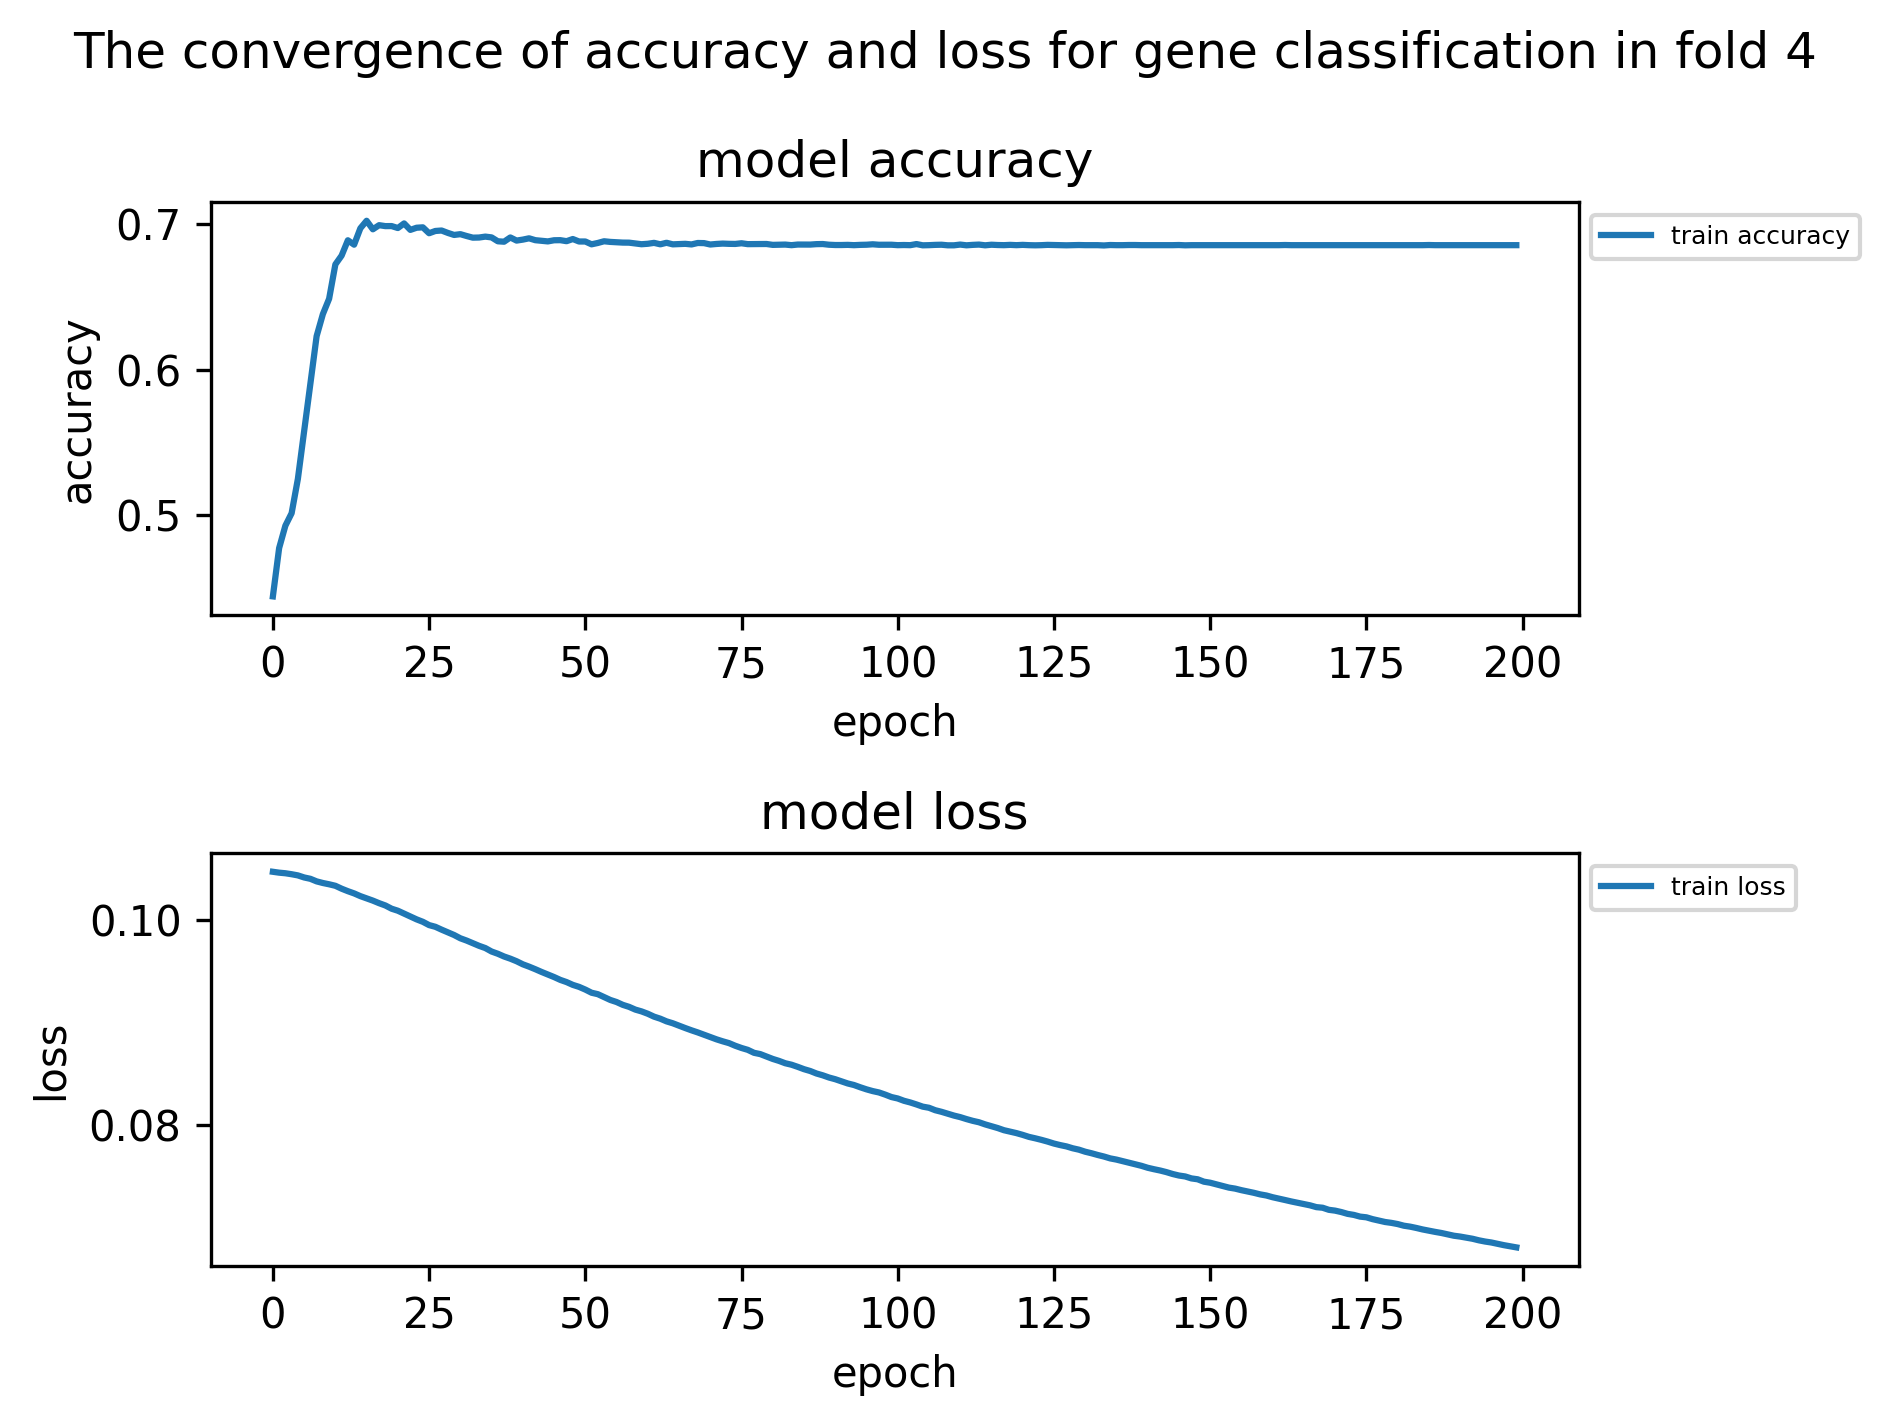 The convergence of accuracy and loss for gene classification in fold 4
model accuracy
0.7
0.6
0.5
accuracy
train accuracy
0 25 50 75 100 125 150 175 200
epoch
model loss
0.10
0.08
loss
train loss
0 25 50 75 100 125 150 175 200
epoch